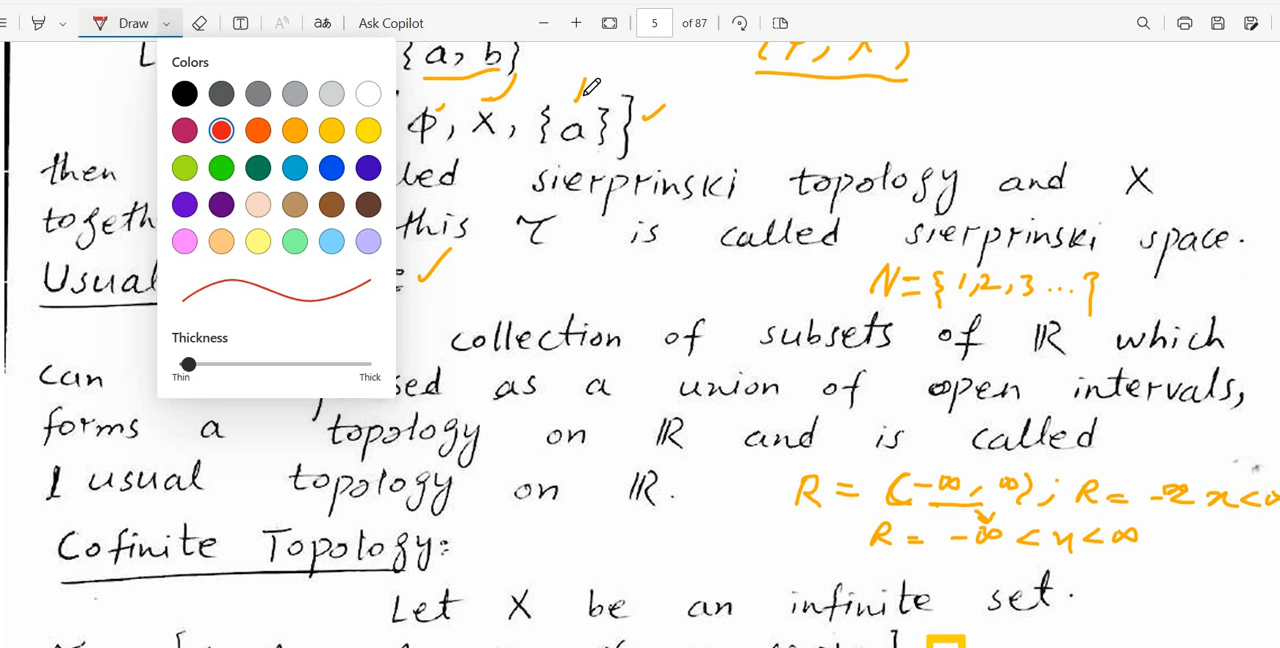 Draw Ask Copilot 5 of 87
Colors
{a, b}
ϕ, X, {a}}
then led sierprinski topology and X
togeth this τ is called sierprinski space.
Usual :
N = {1, 2, 3 ...}
Thickness
Thin Thick
collection of subsets of ℝ which
can sed as a union of open intervals,
forms a topology on ℝ and is called
usual topology on ℝ.
R = (-∞, ∞); R =
R = -∞ < x < ∞
Cofinite Topology:
Let X be an infinite set.